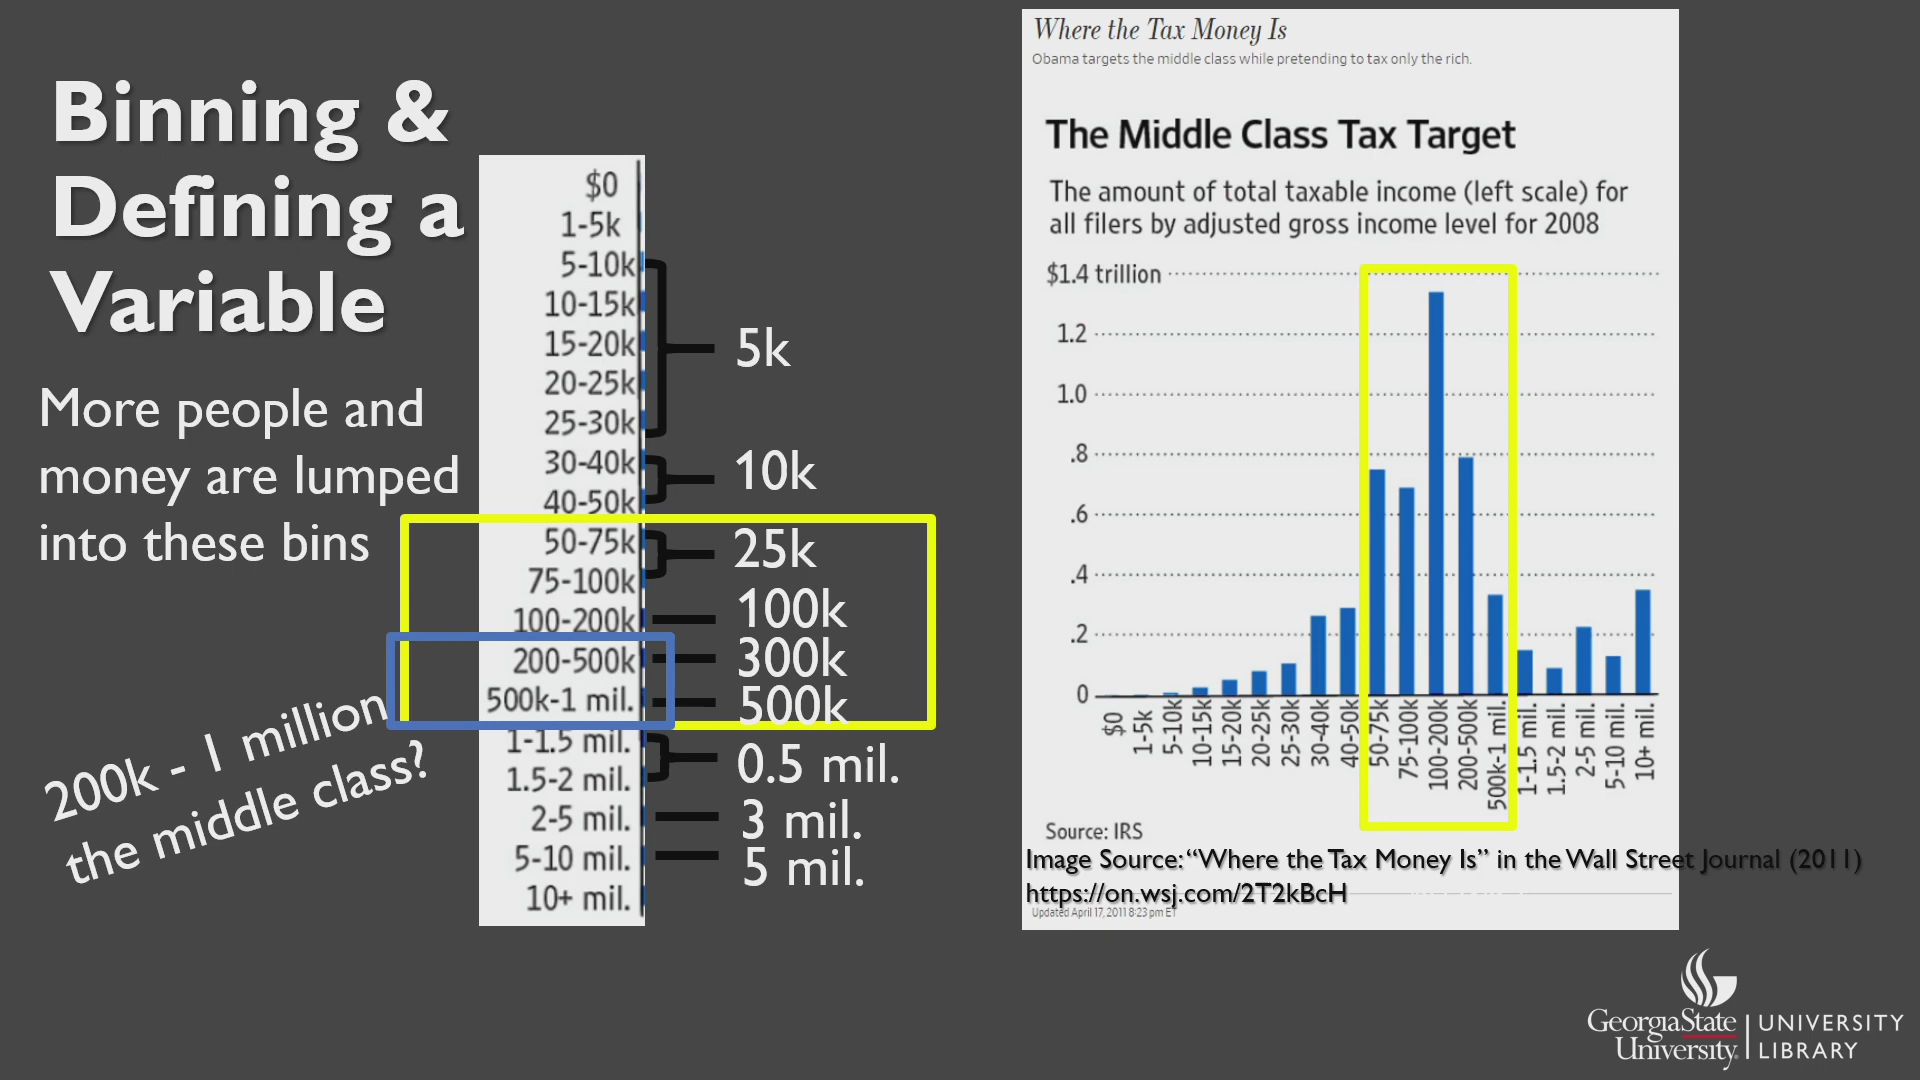 Binning &
Defining a
Variable
More people and
money are lumped
into these bins
200k - 1 million
the middle class?
$0
1-5k
5-10k
10-15k
15-20k
20-25k
25-30k
30-40k
40-50k
50-75k
75-100k
100-200k
200-500k
500k-1 mil.
1-1.5 mil.
1.5-2 mil.
2-5 mil.
5-10 mil.
10+ mil.
5k
10k
25k
100k
300k
500k
0.5 mil.
3 mil.
5 mil.
Where the Tax Money Is
Obama targets the middle class while pretending to tax only the rich.
The Middle Class Tax Target
The amount of total taxable income (left scale) for
all filers by adjusted gross income level for 2008
$1.4 trillion
1.2
1.0
.8
.6
.4
.2
0
$0
1-5k
5-10k
10-15k
15-20k
20-25k
25-30k
30-40k
40-50k
50-75k
75-100k
100-200k
200-500k
500k-1 mil.
1-1.5 mil.
1.5-2 mil.
2-5 mil.
5-10 mil.
10+ mil.
Source: IRS
Image Source: “Where the Tax Money Is” in the Wall Street Journal (2011)
https://on.wsj.com/2T2kBcH
Updated April 17, 2011 8:23 pm ET
GeorgiaState
University
UNIVERSITY
LIBRARY